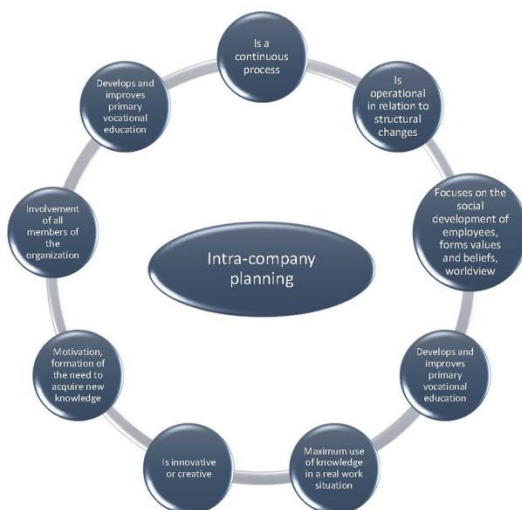 Is a
continuous
process
Is
operational
in relation to
structural
changes
Focuses on the
social
development of
employees,
forms values
and beliefs,
worldview
Develops and
improves
primary
vocational
education
Maximum use
of knowledge
in a real work
situation
Is innovative
or creative
Motivation,
formation of
the need to
acquire new
knowledge
Involvement
of all
members of
the
organization
Develops and
improves
primary
vocational
education
Intra-company
planning